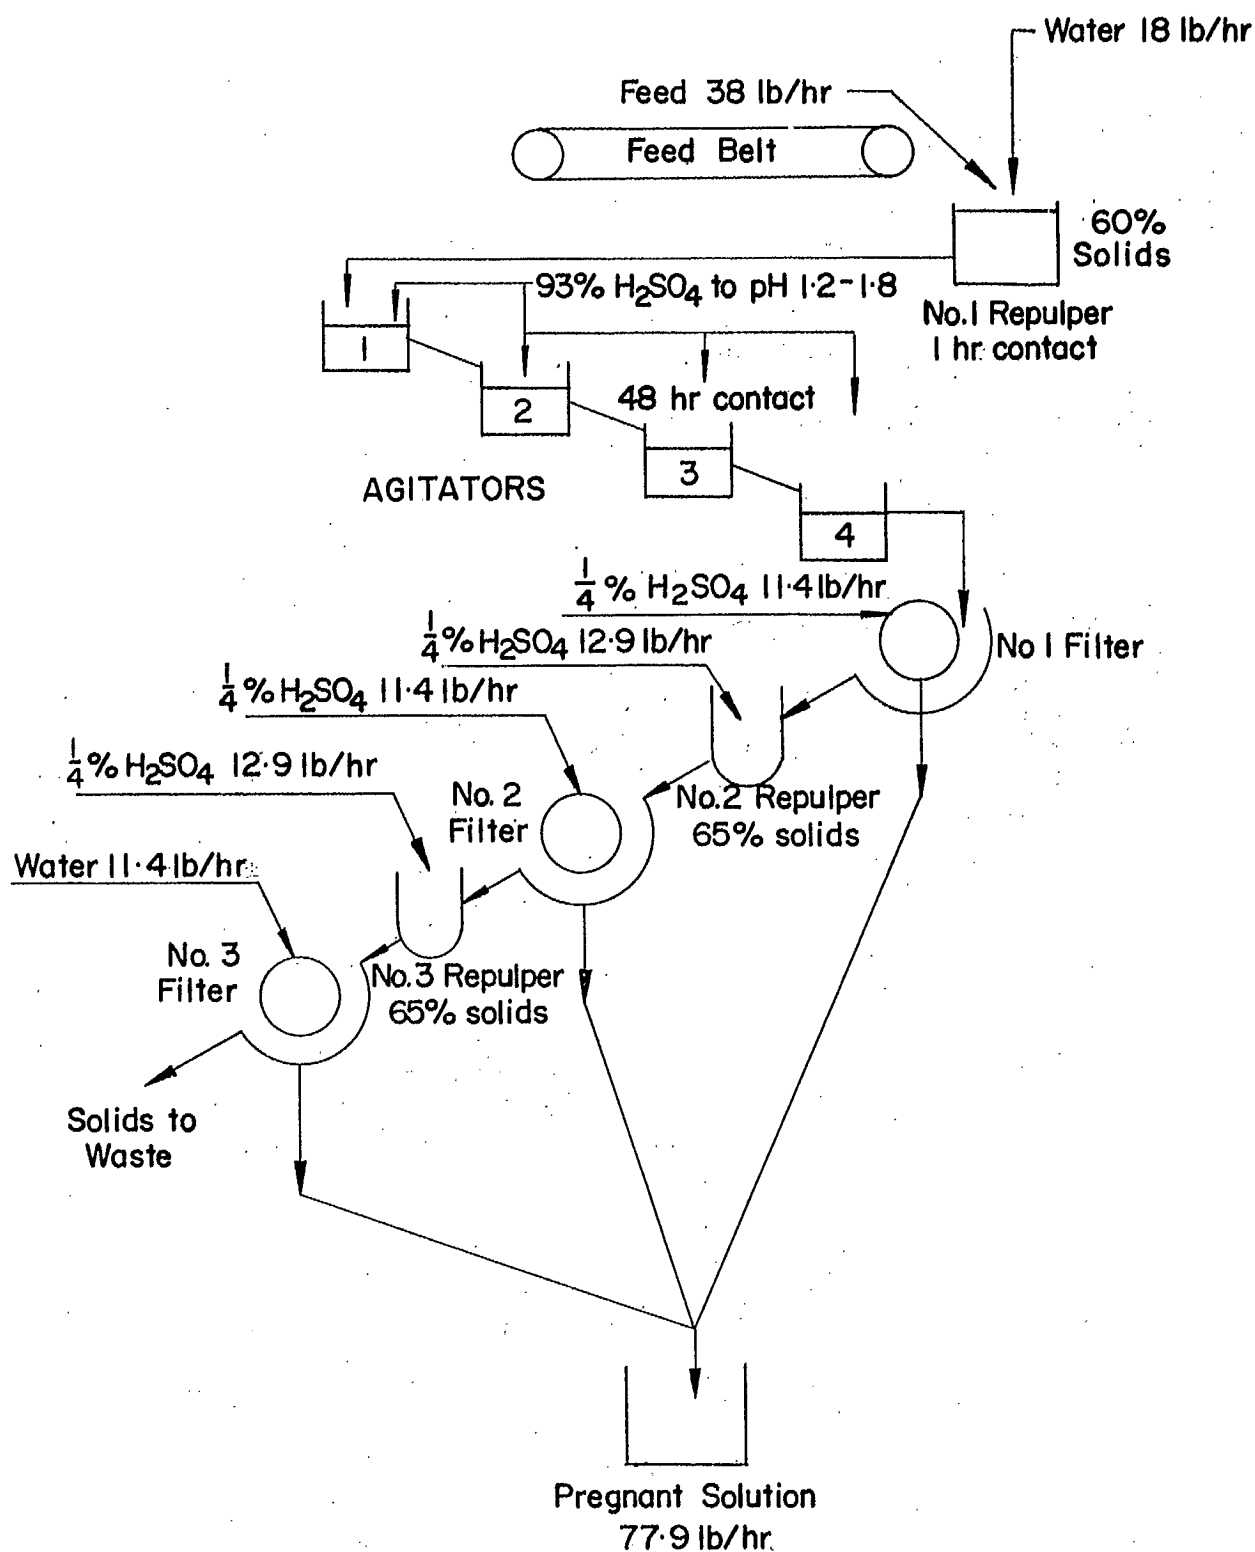 Water 18 lb/hr
Feed 38 lb/hr
Feed Belt
60%
Solids
93% H₂SO₄ to pH 1·2-1·8
No.1 Repulper
1 hr. contact
1
2
48 hr contact
3
AGITATORS
4
1/4 % H₂SO₄ 11·4 lb/hr
1/4 % H₂SO₄ 12·9 lb/hr
No 1 Filter
1/4 % H₂SO₄ 11·4 lb/hr
1/4 % H₂SO₄ 12·9 lb/hr
No. 2
Filter
No.2 Repulper
65% solids
Water 11·4 lb/hr
No. 3
Filter
No.3 Repulper
65% solids
Solids to
Waste
Pregnant Solution
77·9 lb/hr.